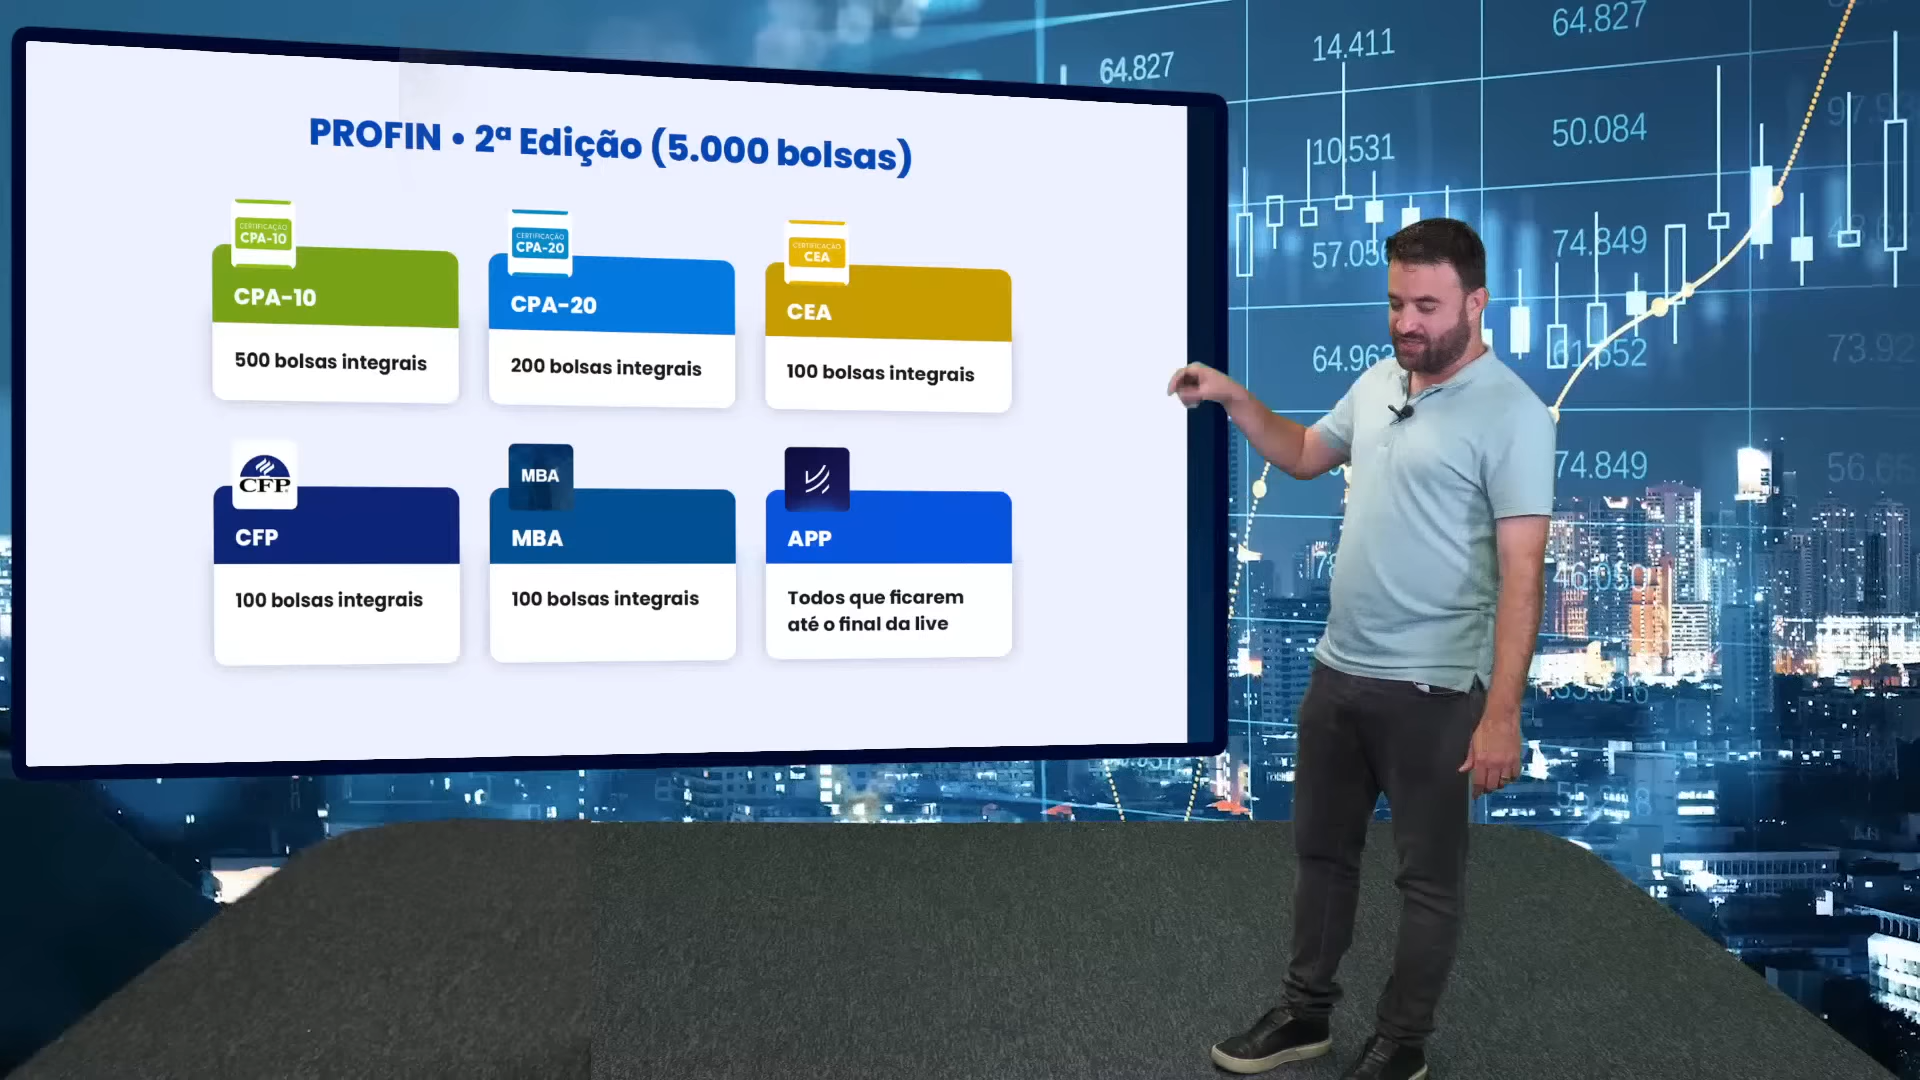 PROFIN • 2ª Edição (5.000 bolsas)
CERTIFICAÇÃO
CPA-10
CPA-10
500 bolsas integrais
CERTIFICAÇÃO
CPA-20
CPA-20
200 bolsas integrais
CERTIFICAÇÃO
CEA
CEA
100 bolsas integrais
CFP
CFP
100 bolsas integrais
MBA
MBA
100 bolsas integrais
APP
Todos que ficarem
até o final da live
64.827
14.411
64.827
10.531
50.084
74.849
64.963
74.849